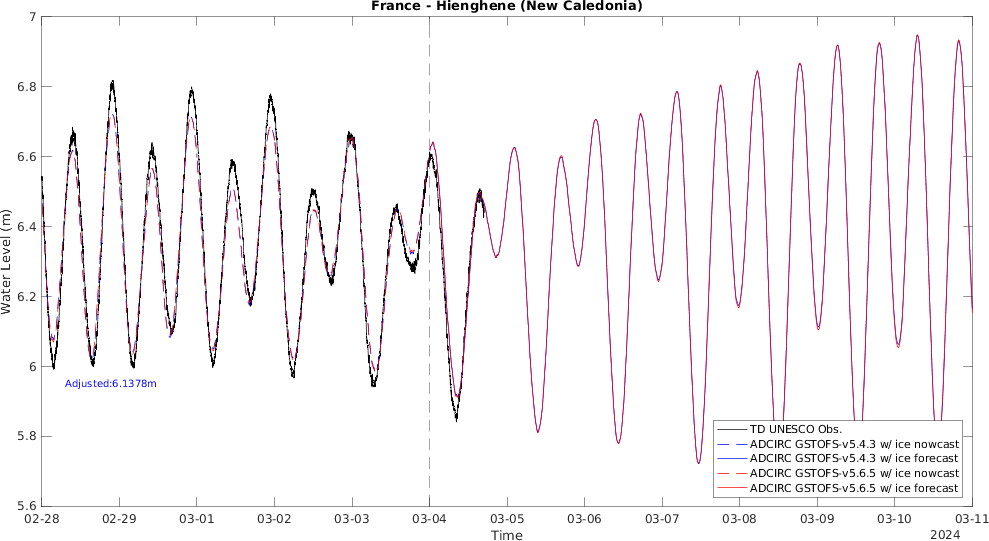 France - Hienghene (New Caledonia)
7
6.8
6.6
6.4
6.2
6
5.8
5.6
Water Level (m)
Adjusted:6.1378m
TD UNESCO Obs.
ADCIRC GSTOFS-v5.4.3 w/ ice nowcast
ADCIRC GSTOFS-v5.4.3 w/ ice forecast
ADCIRC GSTOFS-v5.6.5 w/ ice nowcast
ADCIRC GSTOFS-v5.6.5 w/ ice forecast
02-28 02-29 03-01 03-02 03-03 03-04 03-05 03-06 03-07 03-08 03-09 03-10 03-11
Time
2024